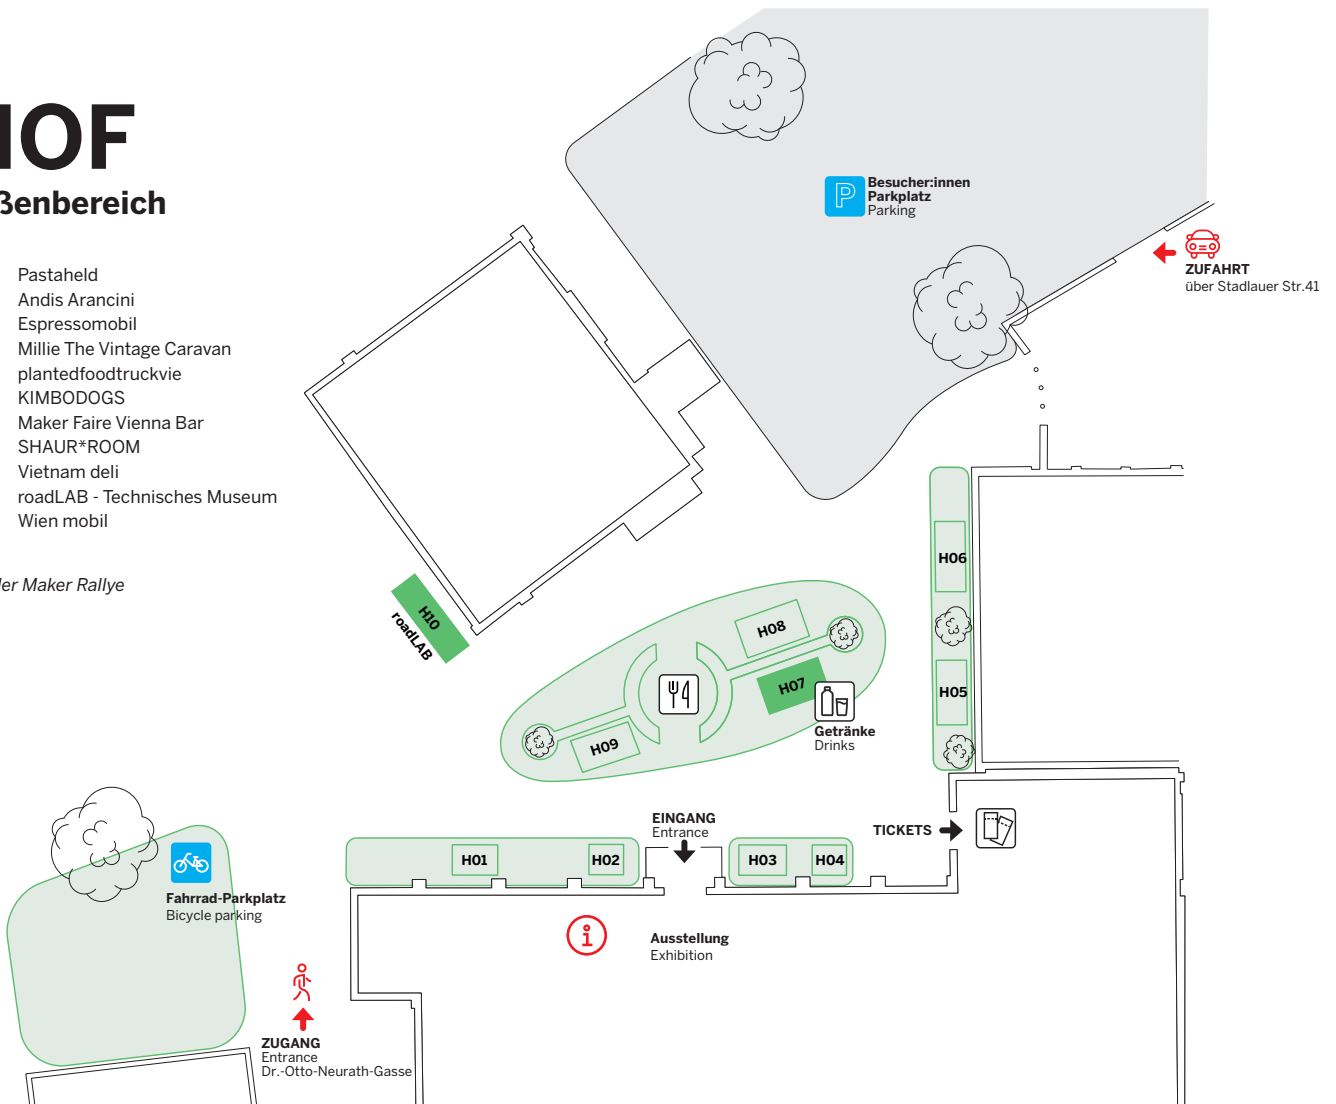 HOF
ßenbereich
Pastaheld
Andis Arancini
Espressomobil
Millie The Vintage Caravan
plantedfoodtruckvie
KIMBODOGS
Maker Faire Vienna Bar
SHAUR*ROOM
Vietnam deli
roadLAB - Technisches Museum
Wien mobil
der Maker Rallye
P
Besucher:innen
Parkplatz
Parking
ZUFAHRT
über Stadlauer Str.41
H06
H05
H10
roadLAB
H08
H07
H09
Getränke
Drinks
EINGANG
Entrance
TICKETS
H01
H02
H03
H04
Fahrrad-Parkplatz
Bicycle parking
i
Ausstellung
Exhibition
ZUGANG
Entrance
Dr.-Otto-Neurath-Gasse